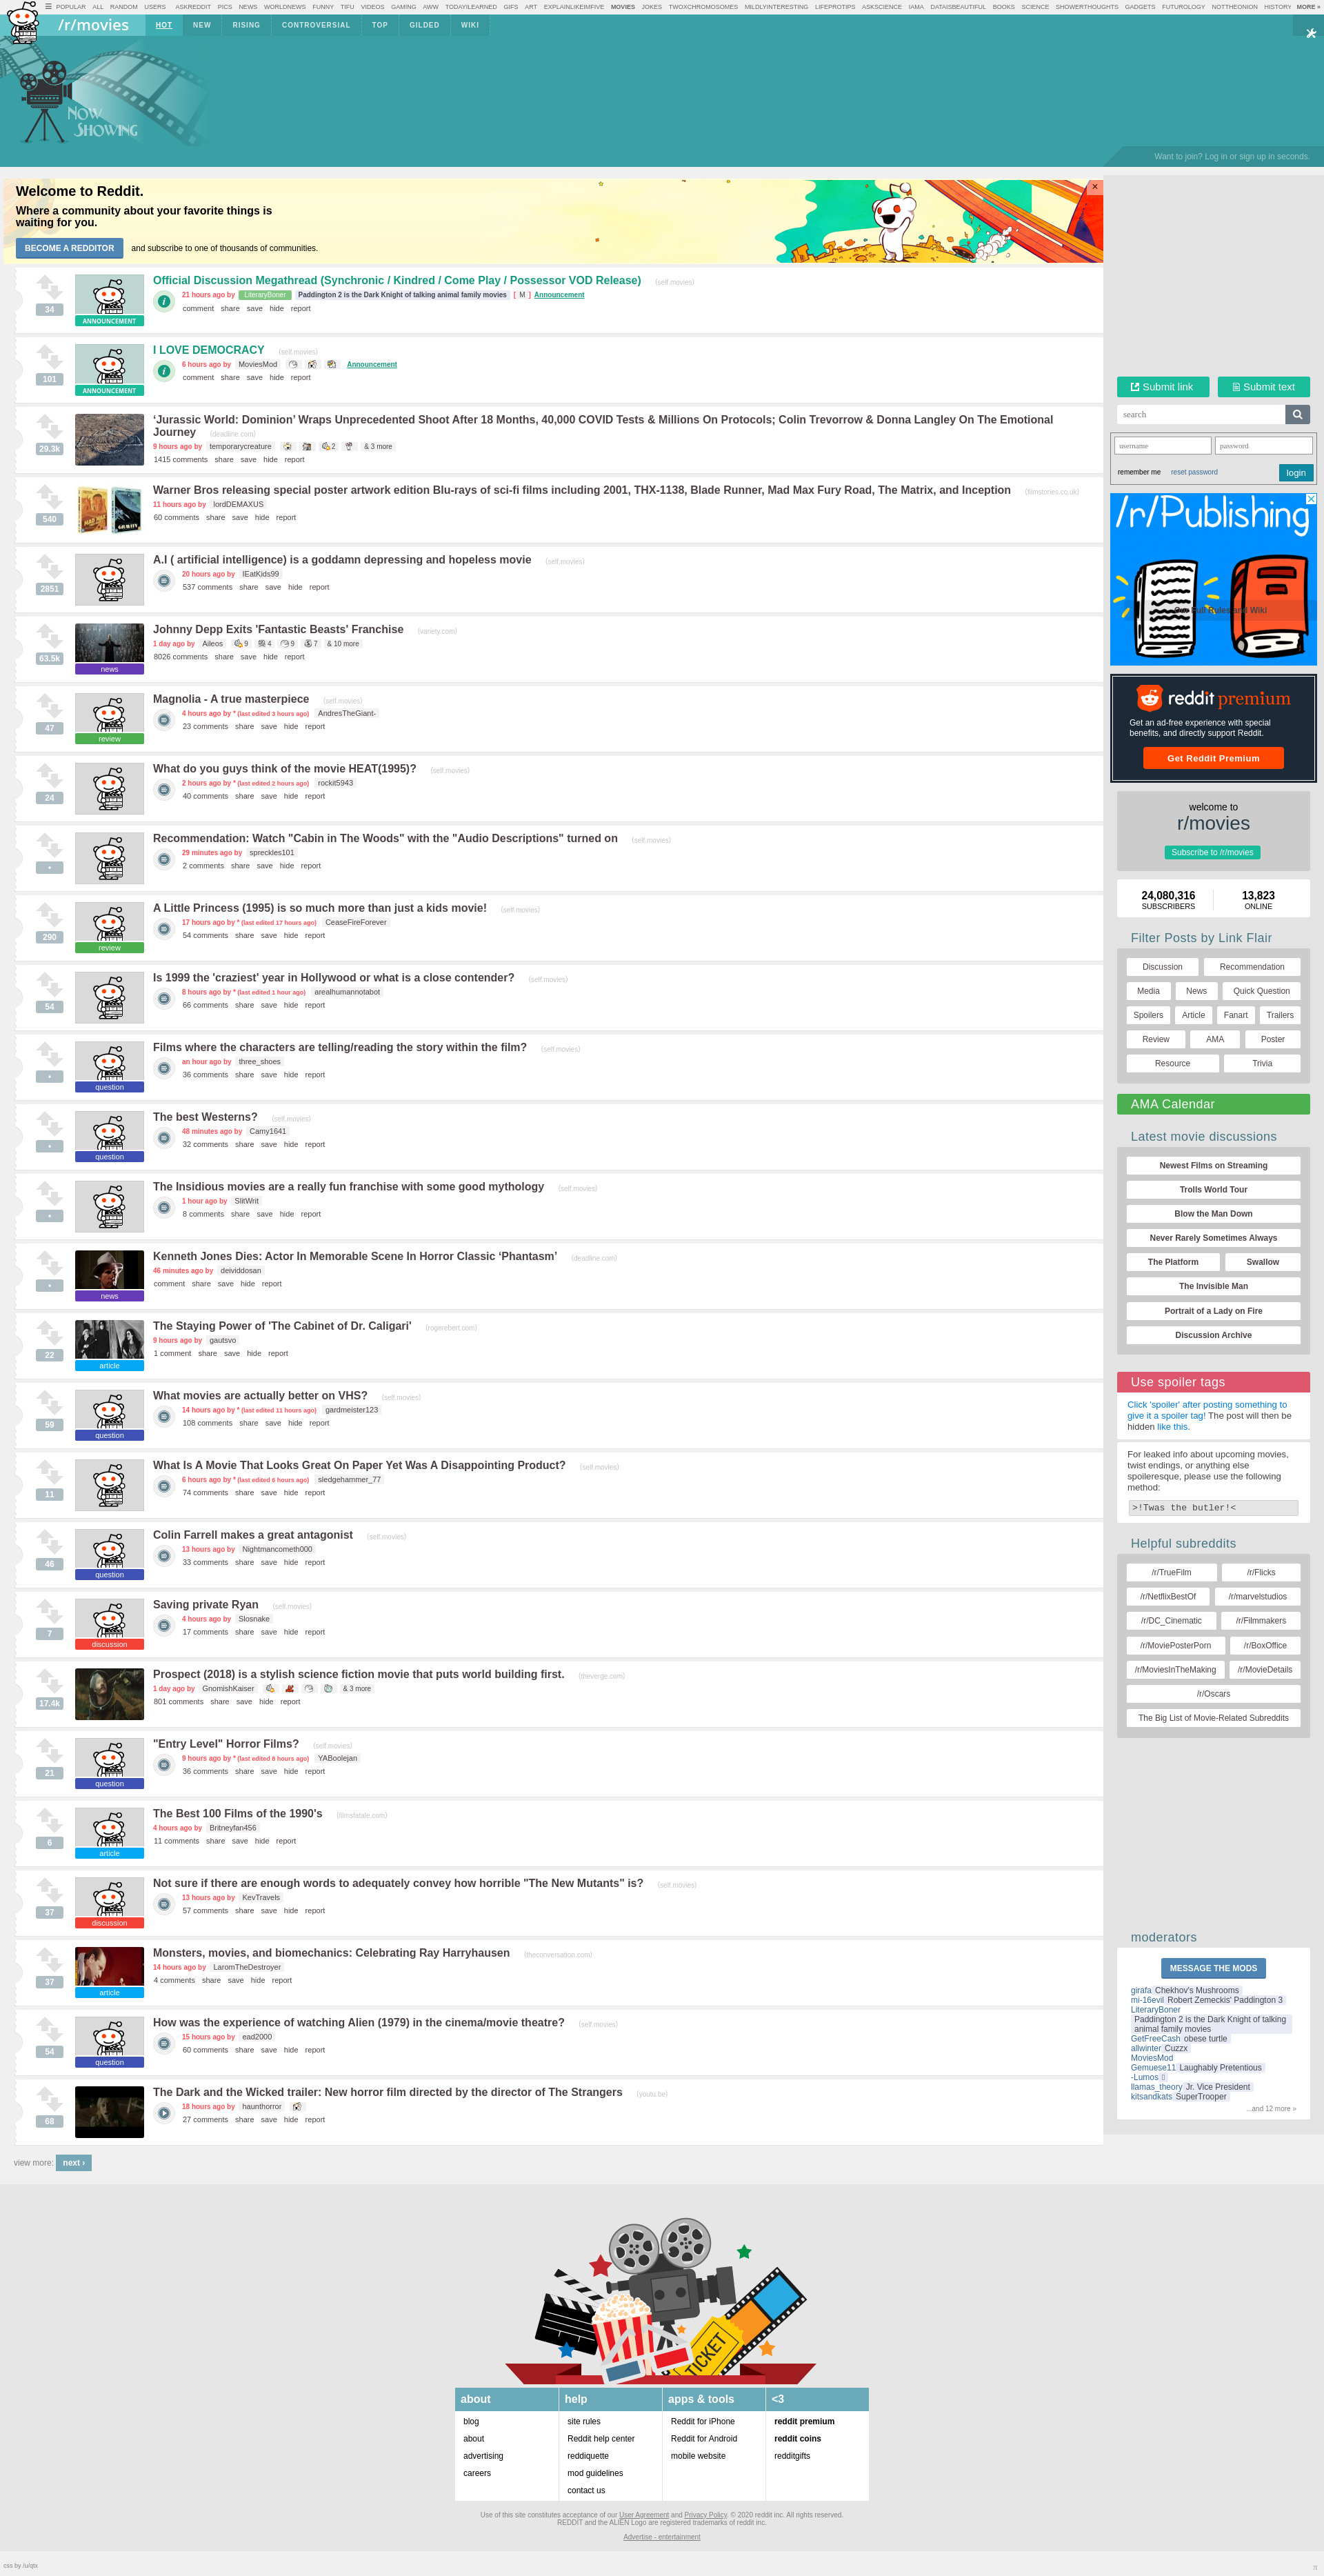 POPULAR ALL RANDOM USERS ASKREDDIT PICS NEWS WORLDNEWS FUNNY TIFU VIDEOS GAMING AWW TODAYILEARNED GIFS ART EXPLAINLIKEIMFIVE MOVIES JOKES TWOXCHROMOSOMES MILDLYINTERESTING LIFEPROTIPS ASKSCIENCE IAMA DATAISBEAUTIFUL BOOKS SCIENCE SHOWERTHOUGHTS GADGETS FUTUROLOGY NOTTHEONION HISTORY MORE »
/r/movies HOT NEW RISING CONTROVERSIAL TOP GILDED WIKI
Now Showing
Want to join? Log in or sign up in seconds.
Welcome to Reddit.
Where a community about your favorite things is
waiting for you.
BECOME A REDDITOR and subscribe to one of thousands of communities.
34
ANNOUNCEMENT
Official Discussion Megathread (Synchronic / Kindred / Come Play / Possessor VOD Release) (self.movies)
21 hours ago by LiteraryBoner Paddington 2 is the Dark Knight of talking animal family movies [ M ] Announcement
comment share save hide report
101
ANNOUNCEMENT
I LOVE DEMOCRACY (self.movies)
6 hours ago by MoviesMod Announcement
comment share save hide report
29.3k
‘Jurassic World: Dominion’ Wraps Unprecedented Shoot After 18 Months, 40,000 COVID Tests & Millions On Protocols; Colin Trevorrow & Donna Langley On The Emotional
Journey (deadline.com)
9 hours ago by temporarycreature 2 & 3 more
1415 comments share save hide report
540
Warner Bros releasing special poster artwork edition Blu-rays of sci-fi films including 2001, THX-1138, Blade Runner, Mad Max Fury Road, The Matrix, and Inception (filmstories.co.uk)
11 hours ago by lordDEMAXUS
60 comments share save hide report
2851
A.I ( artificial intelligence) is a goddamn depressing and hopeless movie (self.movies)
20 hours ago by IEatKids99
537 comments share save hide report
63.5k
news
Johnny Depp Exits 'Fantastic Beasts' Franchise (variety.com)
1 day ago by Aileos 9 4 9 7 & 10 more
8026 comments share save hide report
47
review
Magnolia - A true masterpiece (self.movies)
4 hours ago by * (last edited 3 hours ago) AndresTheGiant-
23 comments share save hide report
24
What do you guys think of the movie HEAT(1995)? (self.movies)
2 hours ago by * (last edited 2 hours ago) rockit5943
40 comments share save hide report
•
Recommendation: Watch "Cabin in The Woods" with the "Audio Descriptions" turned on (self.movies)
29 minutes ago by spreckles101
2 comments share save hide report
290
review
A Little Princess (1995) is so much more than just a kids movie! (self.movies)
17 hours ago by * (last edited 17 hours ago) CeaseFireForever
54 comments share save hide report
54
Is 1999 the 'craziest' year in Hollywood or what is a close contender? (self.movies)
8 hours ago by * (last edited 1 hour ago) arealhumannotabot
66 comments share save hide report
•
question
Films where the characters are telling/reading the story within the film? (self.movies)
an hour ago by three_shoes
36 comments share save hide report
•
question
The best Westerns? (self.movies)
48 minutes ago by Camy1641
32 comments share save hide report
•
The Insidious movies are a really fun franchise with some good mythology (self.movies)
1 hour ago by SlitWrit
8 comments share save hide report
•
news
Kenneth Jones Dies: Actor In Memorable Scene In Horror Classic ‘Phantasm’ (deadline.com)
46 minutes ago by deividdosan
comment share save hide report
22
article
The Staying Power of 'The Cabinet of Dr. Caligari' (rogerebert.com)
9 hours ago by gautsvo
1 comment share save hide report
59
question
What movies are actually better on VHS? (self.movies)
14 hours ago by * (last edited 11 hours ago) gardmeister123
108 comments share save hide report
11
What Is A Movie That Looks Great On Paper Yet Was A Disappointing Product? (self.movies)
6 hours ago by * (last edited 6 hours ago) sledgehammer_77
74 comments share save hide report
46
question
Colin Farrell makes a great antagonist (self.movies)
13 hours ago by Nightmancometh000
33 comments share save hide report
7
discussion
Saving private Ryan (self.movies)
4 hours ago by Slosnake
17 comments share save hide report
17.4k
Prospect (2018) is a stylish science fiction movie that puts world building first. (theverge.com)
1 day ago by GnomishKaiser & 3 more
801 comments share save hide report
21
question
"Entry Level" Horror Films? (self.movies)
9 hours ago by * (last edited 8 hours ago) YABoolejan
36 comments share save hide report
6
article
The Best 100 Films of the 1990's (filmsfatale.com)
4 hours ago by Britneyfan456
11 comments share save hide report
37
discussion
Not sure if there are enough words to adequately convey how horrible "The New Mutants" is? (self.movies)
13 hours ago by KevTravels
57 comments share save hide report
37
article
Monsters, movies, and biomechanics: Celebrating Ray Harryhausen (theconversation.com)
14 hours ago by LaromTheDestroyer
4 comments share save hide report
54
question
How was the experience of watching Alien (1979) in the cinema/movie theatre? (self.movies)
15 hours ago by ead2000
60 comments share save hide report
68
The Dark and the Wicked trailer: New horror film directed by the director of The Strangers (youtu.be)
18 hours ago by haunthorror
27 comments share save hide report
view more: next ›
Submit link Submit text
search
username password
remember me reset password login
/r/Publishing
Our Full Rules and Wiki
reddit premium
Get an ad-free experience with special
benefits, and directly support Reddit.
Get Reddit Premium
welcome to
r/movies
Subscribe to /r/movies
24,080,316 13,823
SUBSCRIBERS ONLINE
Filter Posts by Link Flair
Discussion Recommendation
Media News Quick Question
Spoilers Article Fanart Trailers
Review AMA Poster
Resource Trivia
AMA Calendar
Latest movie discussions
Newest Films on Streaming
Trolls World Tour
Blow the Man Down
Never Rarely Sometimes Always
The Platform Swallow
The Invisible Man
Portrait of a Lady on Fire
Discussion Archive
Use spoiler tags
Click 'spoiler' after posting something to
give it a spoiler tag! The post will then be
hidden like this.
For leaked info about upcoming movies,
twist endings, or anything else
spoileresque, please use the following
method:
>!Twas the butler!<
Helpful subreddits
/r/TrueFilm /r/Flicks
/r/NetflixBestOf /r/marvelstudios
/r/DC_Cinematic /r/Filmmakers
/r/MoviePosterPorn /r/BoxOffice
/r/MoviesInTheMaking /r/MovieDetails
/r/Oscars
The Big List of Movie-Related Subreddits
moderators
MESSAGE THE MODS
girafa Chekhov's Mushrooms
mi-16evil Robert Zemeckis' Paddington 3
LiteraryBoner
Paddington 2 is the Dark Knight of talking
animal family movies
GetFreeCash obese turtle
allwinter Cuzzx
MoviesMod
Gemuese11 Laughably Pretentious
-Lumos
llamas_theory Jr. Vice President
kitsandkats SuperTrooper
...and 12 more »
TICKET
about help apps & tools <3
blog site rules Reddit for iPhone reddit premium
about Reddit help center Reddit for Android reddit coins
advertising reddiquette mobile website redditgifts
careers mod guidelines
contact us
Use of this site constitutes acceptance of our User Agreement and Privacy Policy. © 2020 reddit inc. All rights reserved.
REDDIT and the ALIEN Logo are registered trademarks of reddit inc.
Advertise - entertainment
css by /u/qtx
π